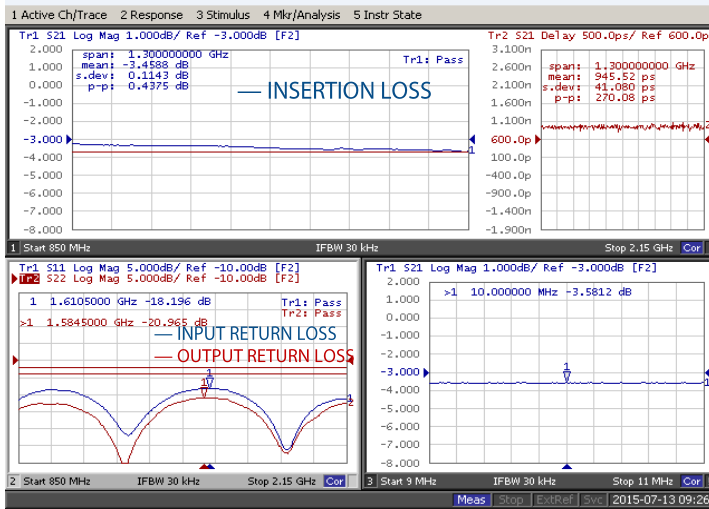 1 Active Ch/Trace 2 Response 3 Stimulus 4 Mkr/Analysis 5 Instr State
Tr1 S21 Log Mag 1.000dB/ Ref -3.000dB [F2]
2.000
1.000
0.000
-1.000
-2.000
-3.000
-4.000
-5.000
-6.000
-7.000
-8.000
span: 1.300000000 GHz
mean: -3.4588 dB
s.dev: 0.1143 dB
p-p: 0.4375 dB
Tr1: Pass
— INSERTION LOSS
1
Tr2 S21 Delay 500.0ps/ Ref 600.0p
3.100n
2.600n
2.100n
1.600n
1.100n
600.0p
100.0p
-400.0p
-900.0p
-1.400n
-1.900n
span: 1.300000000 GHz
mean: 945.52 ps
s.dev: 41.080 ps
p-p: 270.08 ps
1 Start 850 MHz IFBW 30 kHz Stop 2.15 GHz Cor
Tr1 S11 Log Mag 5.000dB/ Ref -10.00dB [F2]
Tr2 S22 Log Mag 5.000dB/ Ref -10.00dB [F2]
1 1.6105000 GHz -18.196 dB
>1 1.5845000 GHz -20.965 dB
Tr1: Pass
Tr2: Pass
— INPUT RETURN LOSS
— OUTPUT RETURN LOSS
1
1
1
2
2 Start 850 MHz IFBW 30 kHz Stop 2.15 GHz Cor
Tr1 S21 Log Mag 1.000dB/ Ref -3.000dB [F2]
2.000
1.000
0.000
-1.000
-2.000
-3.000
-4.000
-5.000
-6.000
-7.000
-8.000
>1 10.000000 MHz -3.5812 dB
1
1
3 Start 9 MHz IFBW 30 kHz Stop 11 MHz Cor
Meas Stop ExtRef Svc 2015-07-13 09:26